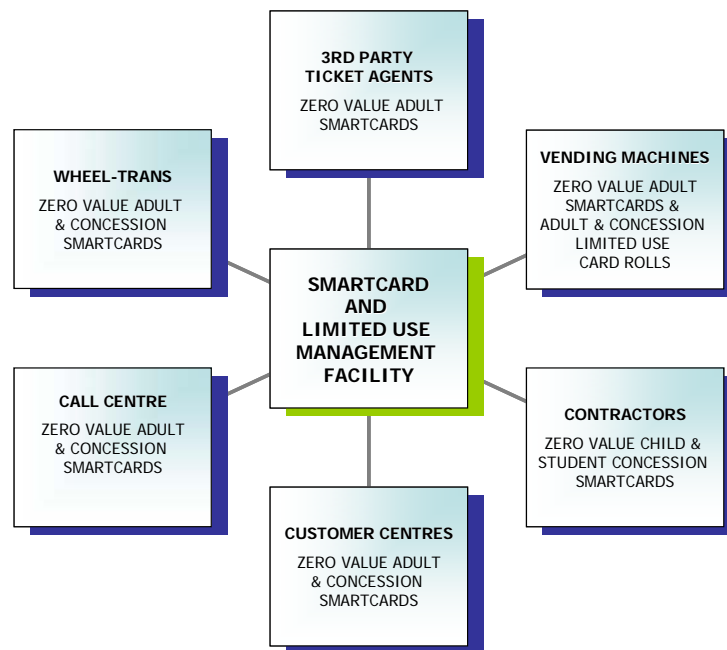 3RD PARTY
TICKET AGENTS
ZERO VALUE ADULT
SMARTCARDS
WHEEL-TRANS
ZERO VALUE ADULT
& CONCESSION
SMARTCARDS
VENDING MACHINES
ZERO VALUE ADULT
SMARTCARDS &
ADULT & CONCESSION
LIMITED USE
CARD ROLLS
SMARTCARD
AND
LIMITED USE
MANAGEMENT
FACILITY
CALL CENTRE
ZERO VALUE ADULT
& CONCESSION
SMARTCARDS
CONTRACTORS
ZERO VALUE CHILD &
STUDENT CONCESSION
SMARTCARDS
CUSTOMER CENTRES
ZERO VALUE ADULT
& CONCESSION
SMARTCARDS